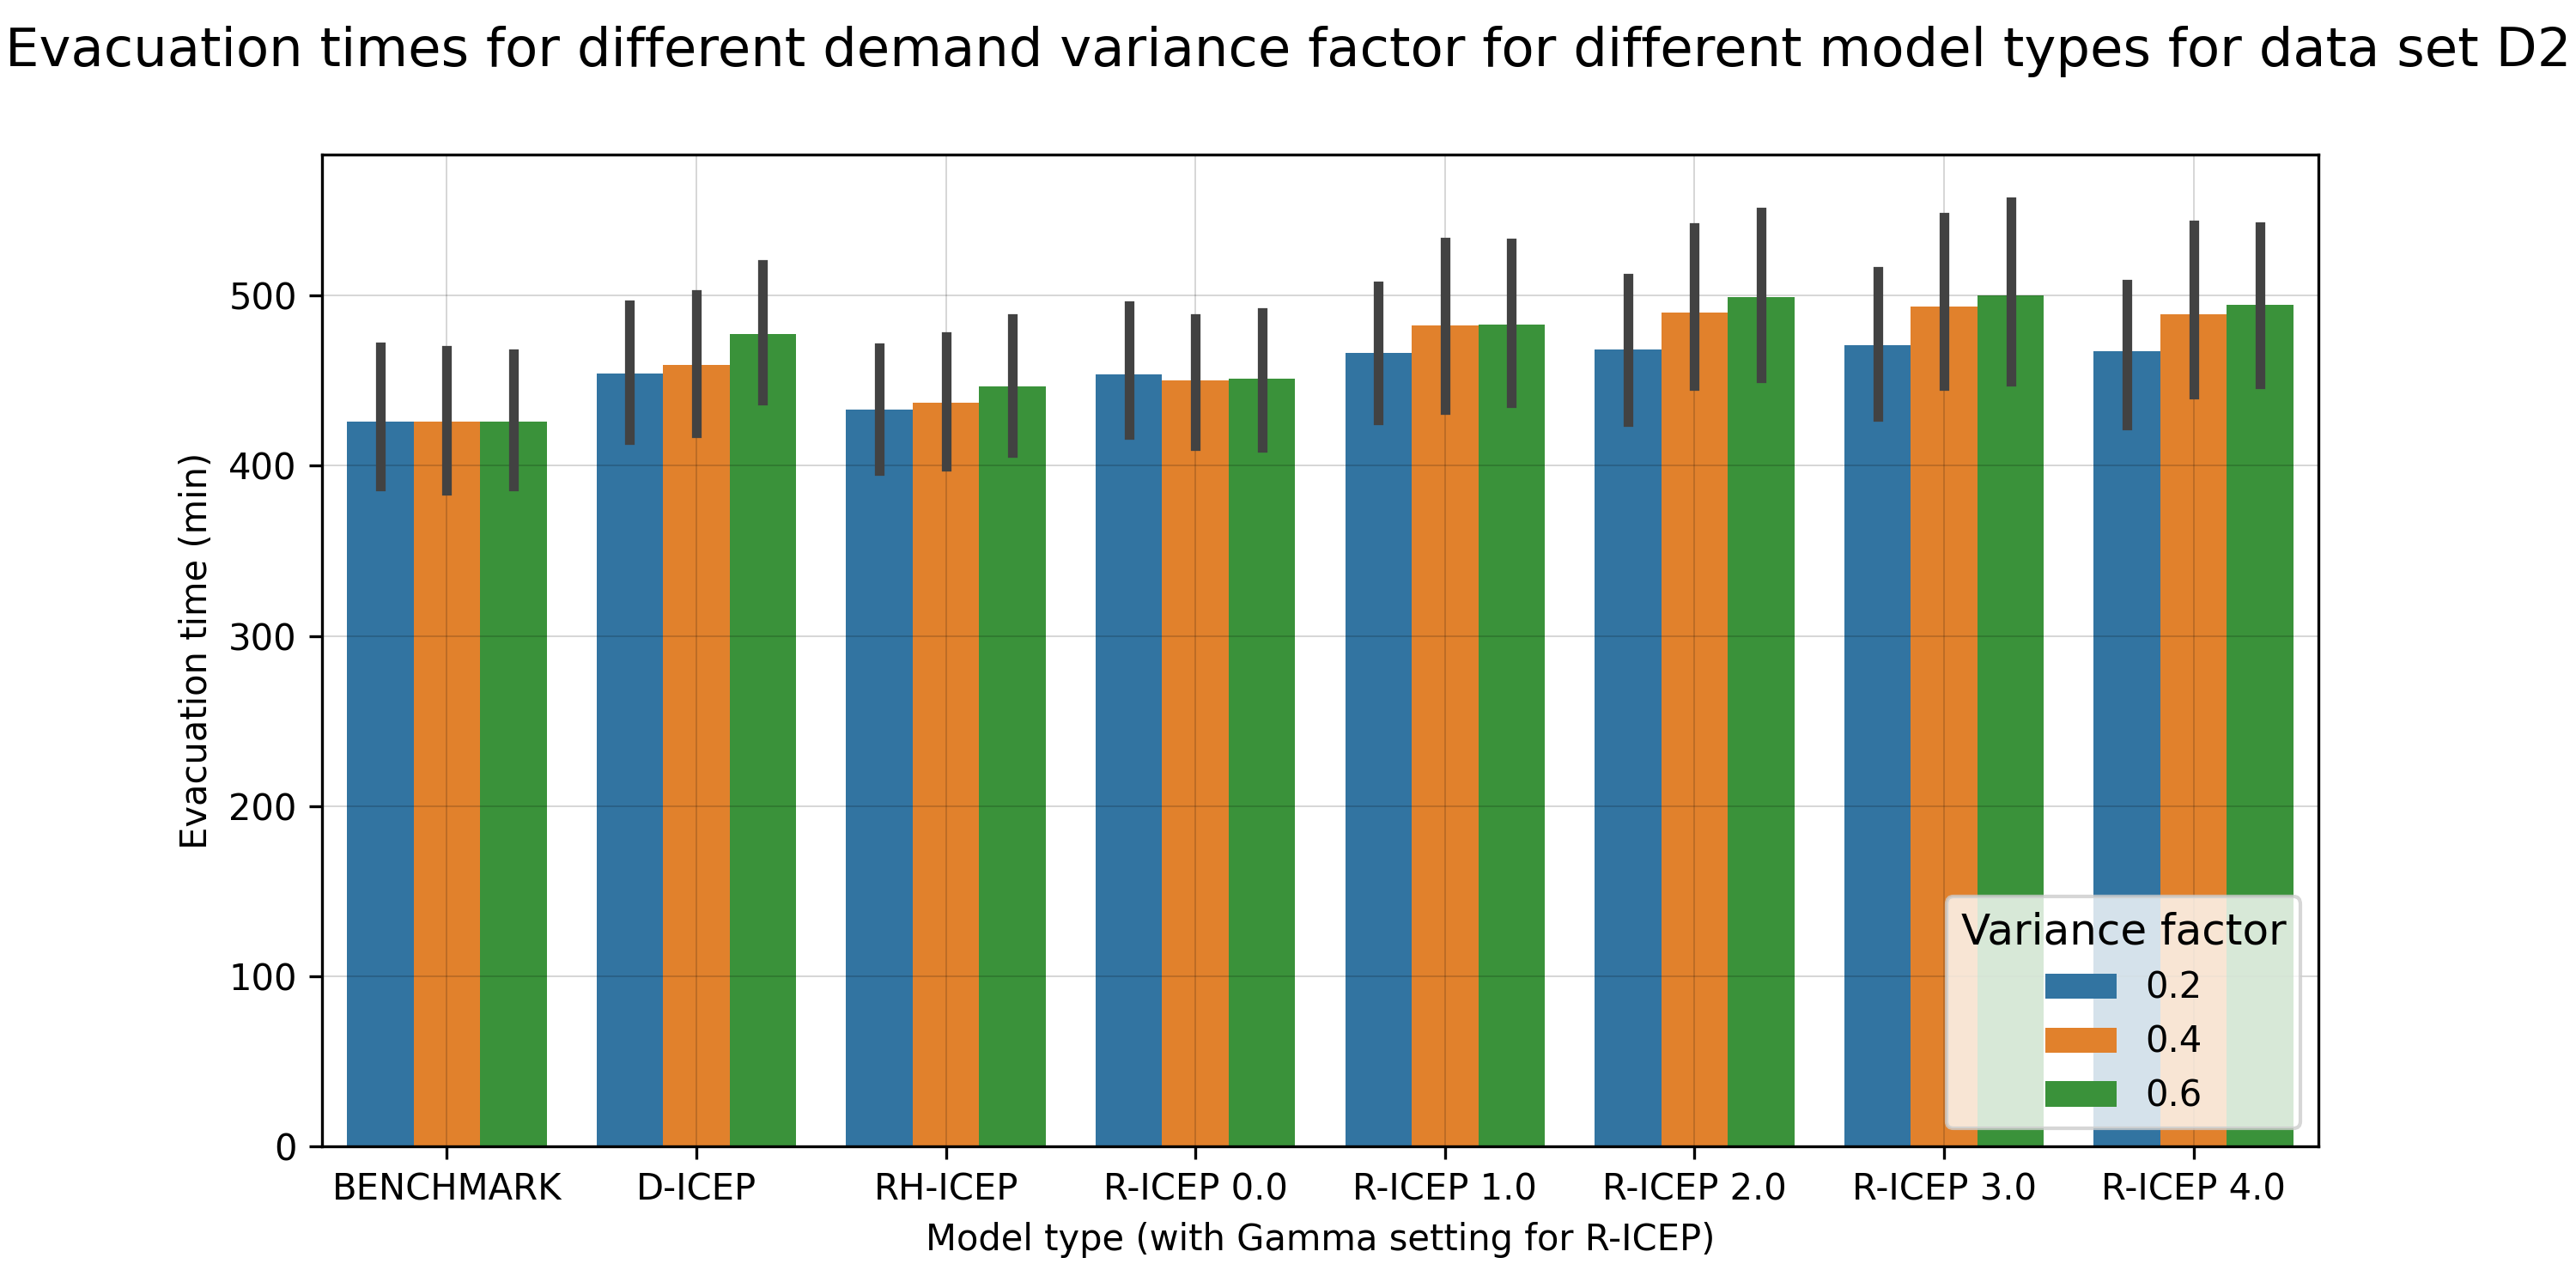 Evacuation times for different demand variance factor for different model types for data set D2
Evacuation time (min)
500
400
300
200
100
0
Variance factor
0.2
0.4
0.6
BENCHMARK D-ICEP RH-ICEP R-ICEP 0.0 R-ICEP 1.0 R-ICEP 2.0 R-ICEP 3.0 R-ICEP 4.0
Model type (with Gamma setting for R-ICEP)